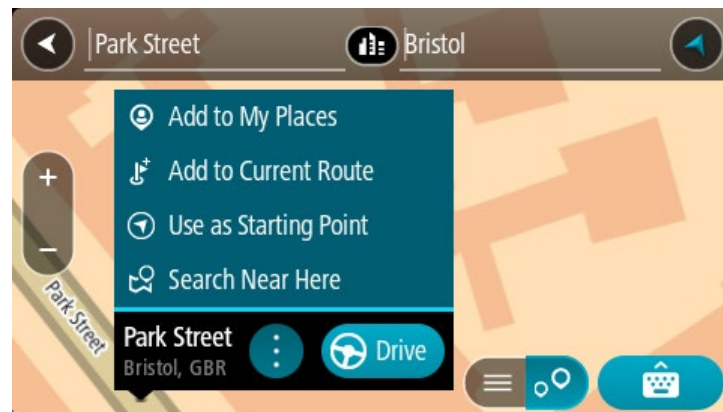 Park Street
Bristol
Add to My Places
Add to Current Route
Use as Starting Point
Search Near Here
Park Street
Park Street
Bristol, GBR
Drive